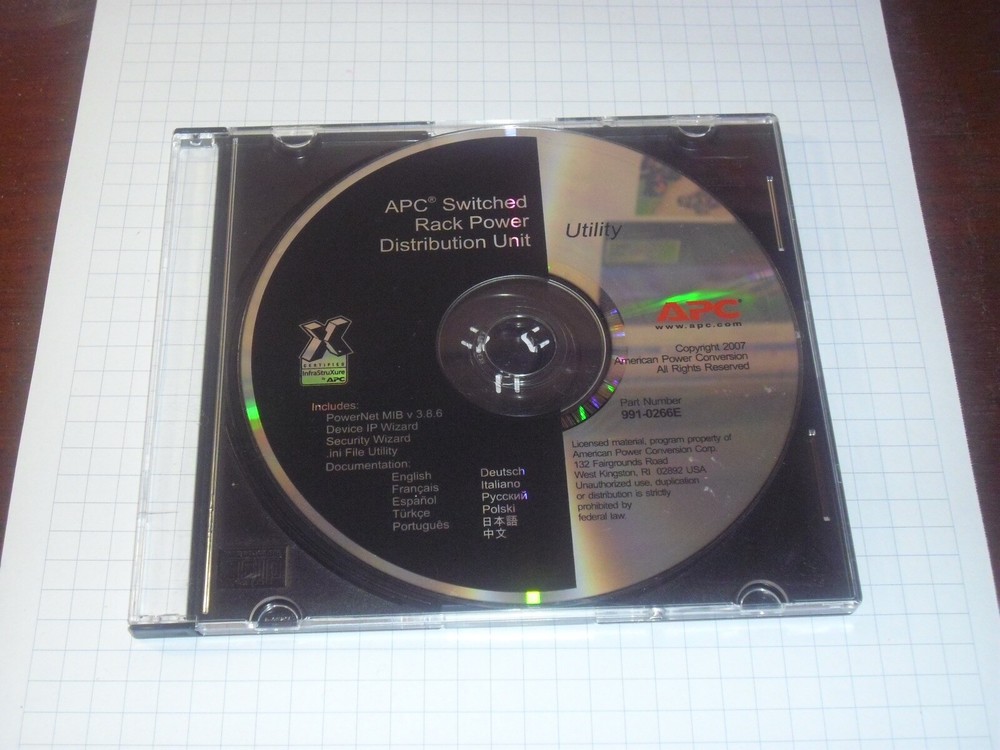 APC® Switched
Rack Power
Distribution Unit
Utility
X
CERTIFIED
InfraStruXure
by APC
APC
www.apc.com
Copyright 2007
American Power Conversion
All Rights Reserved
Part Number
991-0266E
Includes:
PowerNet MIB v 3.8.6
Device IP Wizard
Security Wizard
.ini File Utility
Documentation:
English
Français
Español
Türkçe
Português
Deutsch
Italiano
Русский
Polski
日本語
中文
Licensed material, program property of
American Power Conversion Corp.
132 Fairgrounds Road
West Kingston, RI 02892 USA
Unauthorized use, duplication
or distribution is strictly
prohibited by
federal law.